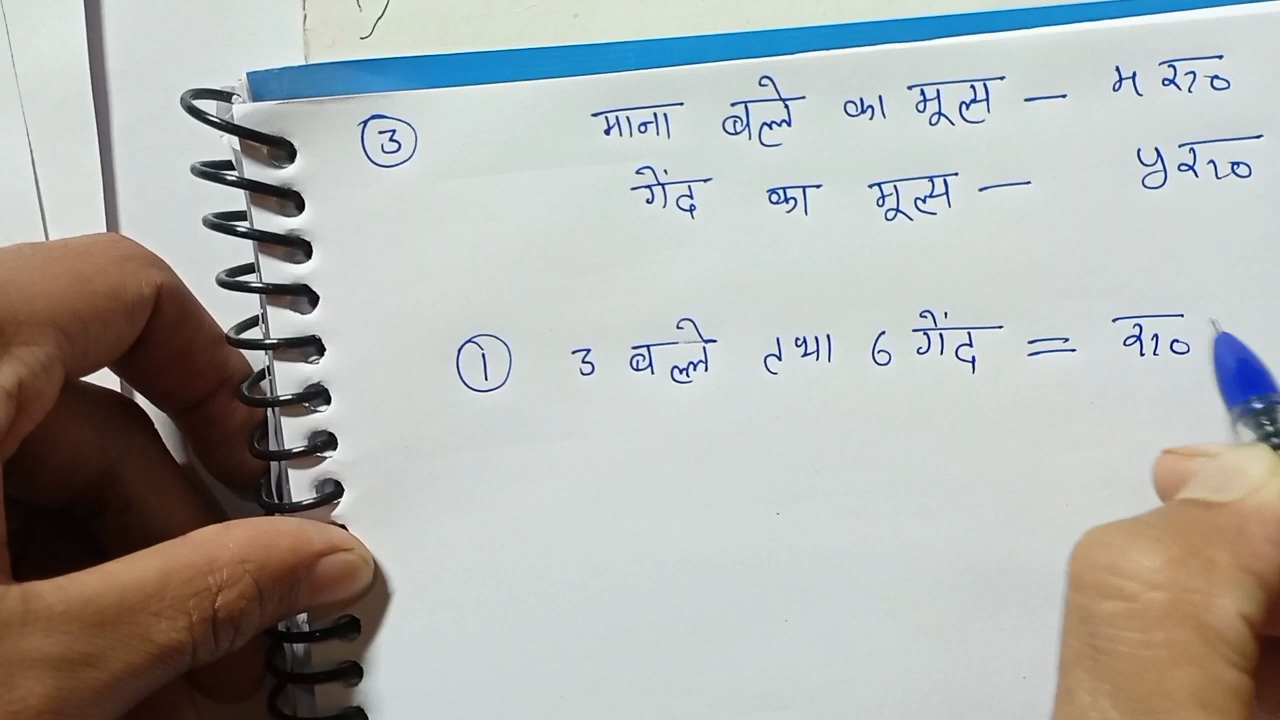 ③ माना बल्ले का मूल्य — x रु०
गेंद का मूल्य — y रु०
① 3 बल्ले तथा 6 गेंद = रु०